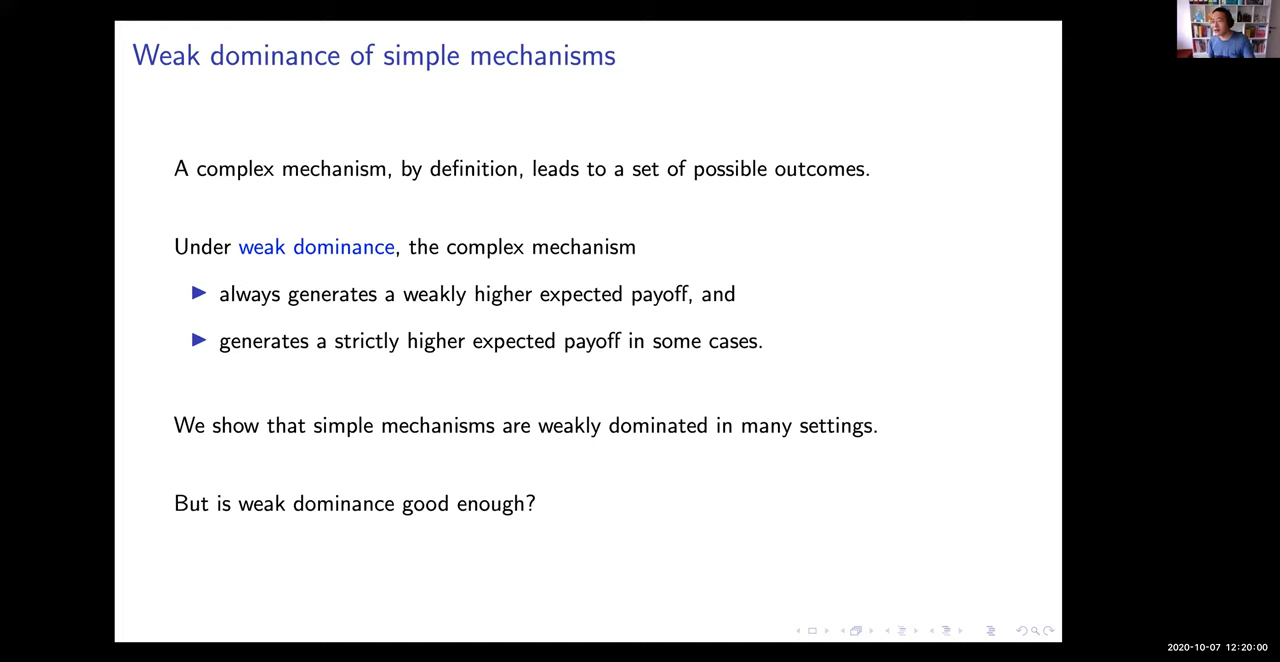 Weak dominance of simple mechanisms
A complex mechanism, by definition, leads to a set of possible outcomes.
Under weak dominance, the complex mechanism
always generates a weakly higher expected payoff, and
generates a strictly higher expected payoff in some cases.
We show that simple mechanisms are weakly dominated in many settings.
But is weak dominance good enough?
2020-10-07 12:20:00